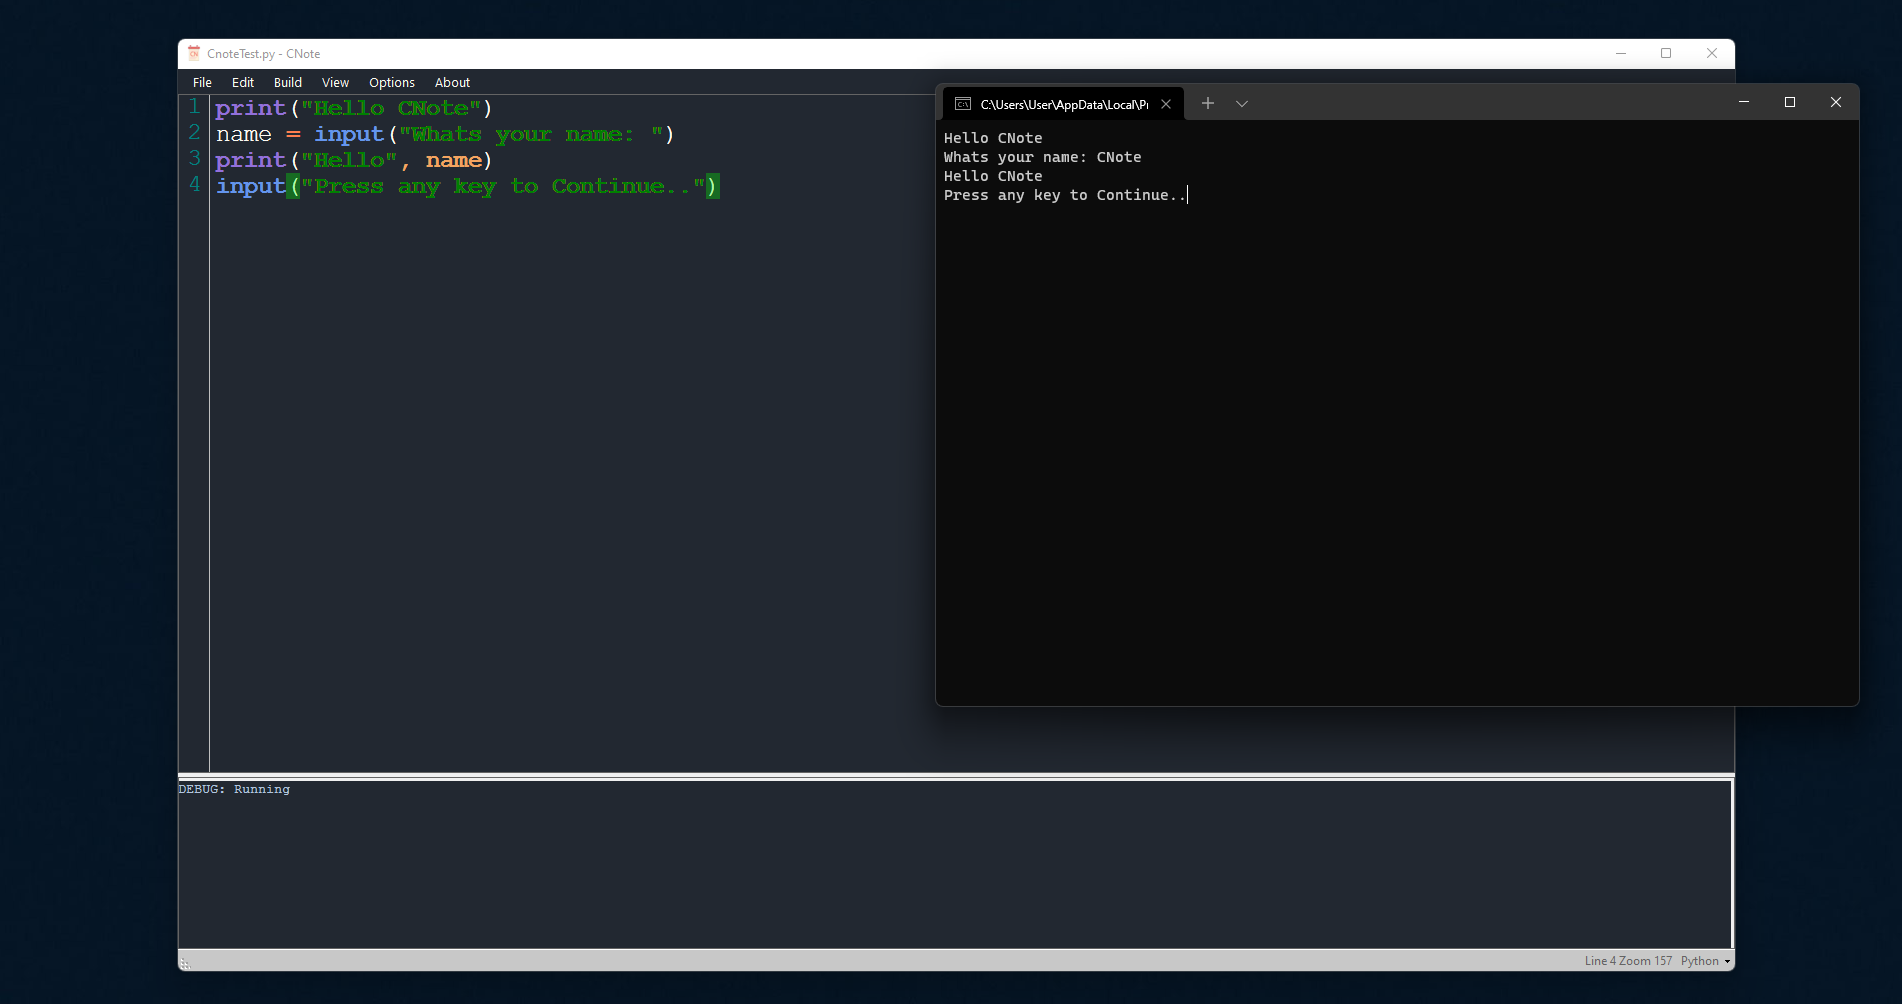 CnoteTest.py - CNote
File Edit Build View Options About
1 print("Hello CNote")
2 name = input("Whats your name: ")
3 print("Hello", name)
4 input("Press any key to Continue..")
C:\Users\User\AppData\Local\Pr
Hello CNote
Whats your name: CNote
Hello CNote
Press any key to Continue..
DEBUG: Running
Line 4 Zoom 157 Python